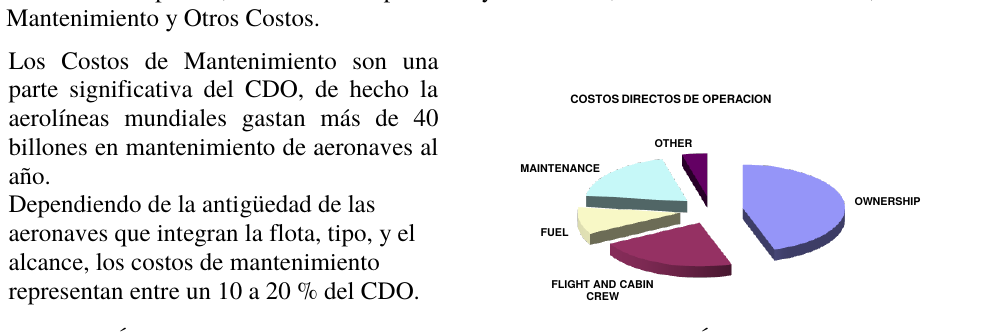 Mantenimiento y Otros Costos.
Los Costos de Mantenimiento son una
parte significativa del CDO, de hecho la
aerolíneas mundiales gastan más de 40
billones en mantenimiento de aeronaves al
año.
Dependiendo de la antigüedad de las
aeronaves que integran la flota, tipo, y el
alcance, los costos de mantenimiento
representan entre un 10 a 20 % del CDO.
COSTOS DIRECTOS DE OPERACION
OTHER
MAINTENANCE
OWNERSHIP
FUEL
FLIGHT AND CABIN
CREW